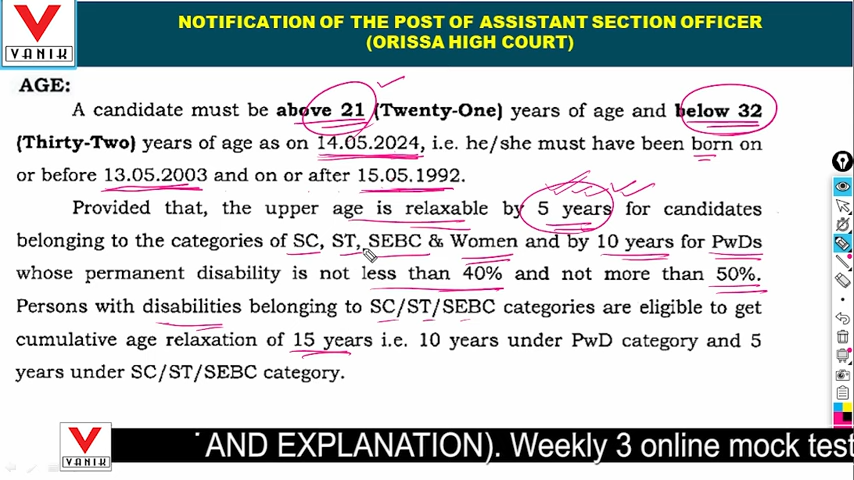 NOTIFICATION OF THE POST OF ASSISTANT SECTION OFFICER
(ORISSA HIGH COURT)
VANIK
AGE:
A candidate must be above 21 (Twenty-One) years of age and below 32
(Thirty-Two) years of age as on 14.05.2024, i.e. he/she must have been born on
or before 13.05.2003 and on or after 15.05.1992.
Provided that, the upper age is relaxable by 5 years for candidates
belonging to the categories of SC, ST, SEBC & Women and by 10 years for PwDs
whose permanent disability is not less than 40% and not more than 50%.
Persons with disabilities belonging to SC/ST/SEBC categories are eligible to get
cumulative age relaxation of 15 years i.e. 10 years under PwD category and 5
years under SC/ST/SEBC category.
VANIK
AND EXPLANATION). Weekly 3 online mock test